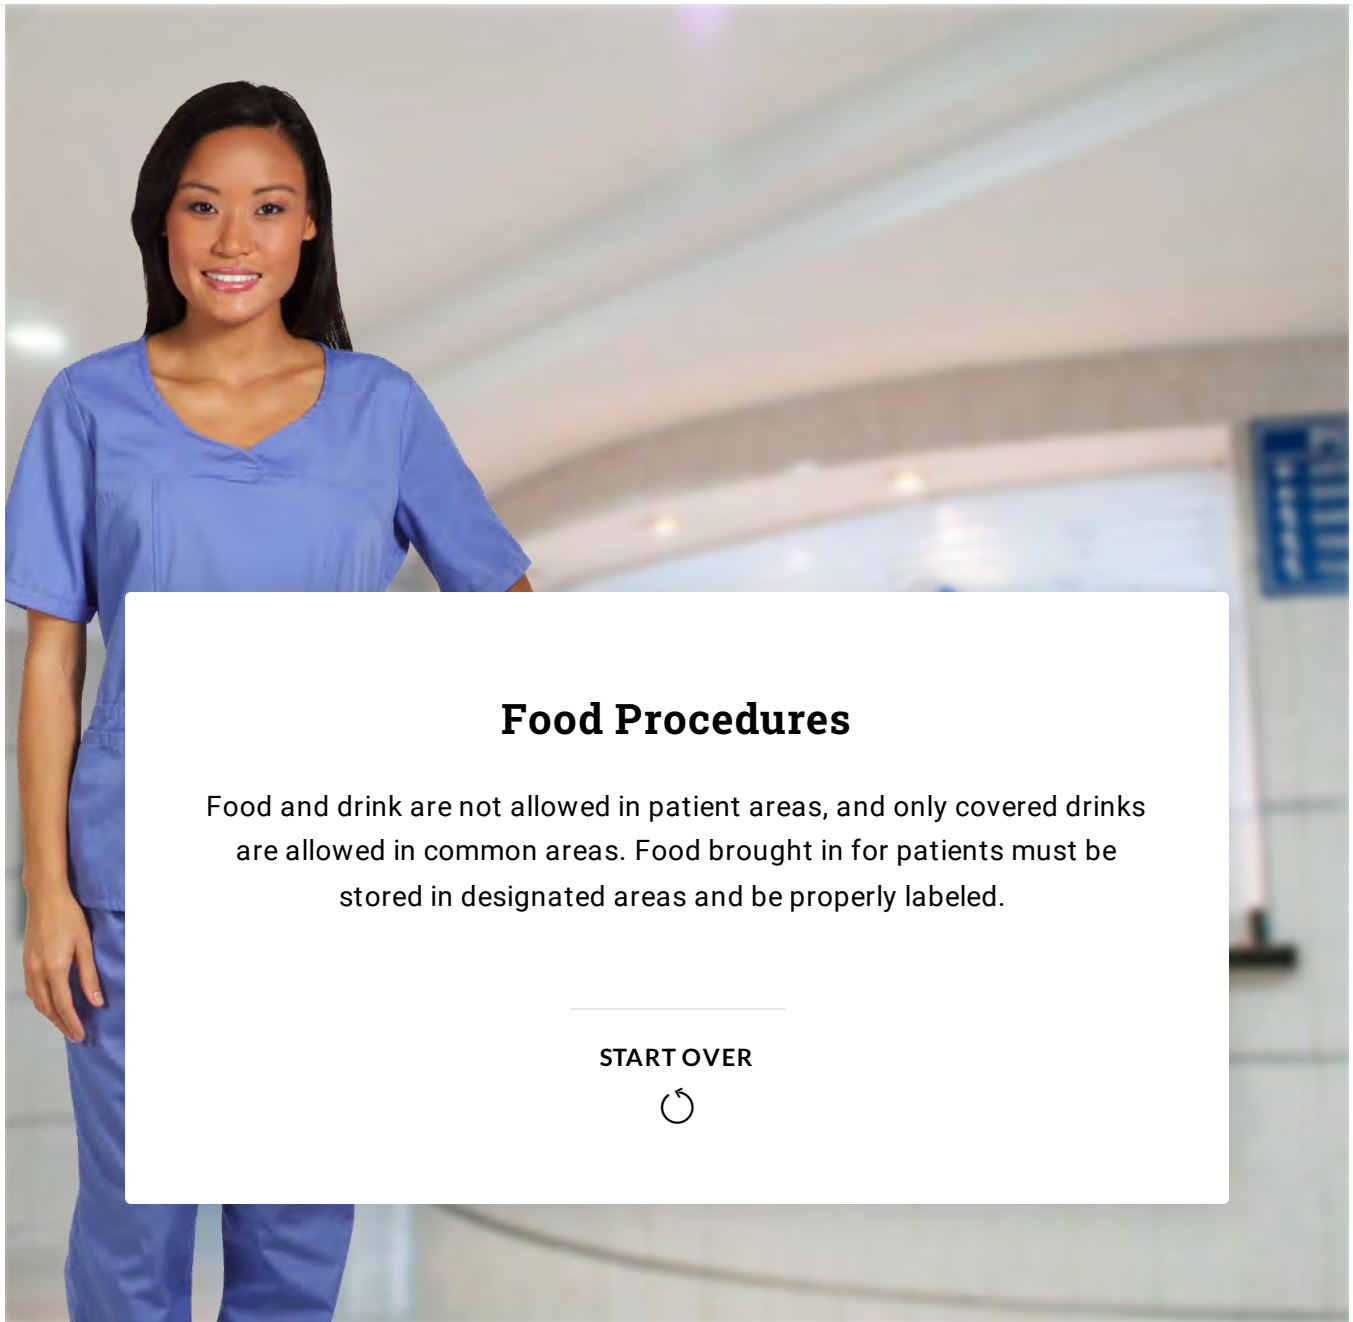 Food Procedures
Food and drink are not allowed in patient areas, and only covered drinks
are allowed in common areas. Food brought in for patients must be
stored in designated areas and be properly labeled.
START OVER